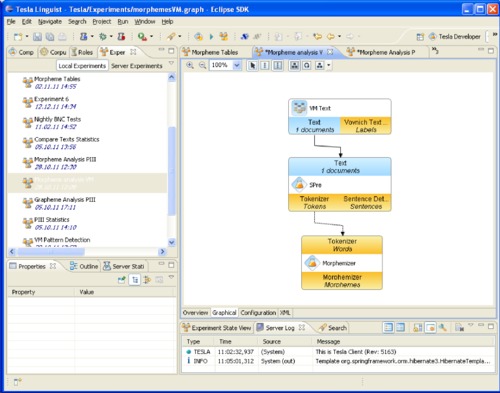 Tesla Linguist - Tesla/Experiments/morphemesVM.graph - Eclipse SDK
File Edit Navigate Search Project Run Window Help
Tesla Developer
Comp Corpu Roles Exper
Local Experiments Server Experiments
Morpheme Tables
02.11.11 14:55
Experiment 6
12.12.11 14:34
Nightly BNC Tests
11.02.11 14:52
Compare Texts Statistics
05.10.11 13:56
Morpheme Analysis PIII
28.10.11 12:30
Morpheme Analysis VM
Grapheme Analysis PIII
05.10.11 17:11
PIII Statistics
05.10.11 14:10
VM Pattern Detection
Properties Outline Server Stati
Property Value
Morpheme Tables *Morpheme analysis V *Morpheme Analysis P
100%
VM Text
Text
1 documents
Voynich Text...
Labels
Text
1 documents
SPre
Tokenizer
Tokens
Sentence Det...
Sentences
Tokenizer
Words
Morphemizer
Morphemizer
Morphemes
Overview Graphical Configuration XML
Experiment State View Server Log Search
Type Time Source Message
TESLA 11:02:32,937 (System) This is Tesla Client (Rev: 5163)
INFO 11:05:01,312 System (out) Template org.springframework.orm.hibernate3.HibernateTempla...